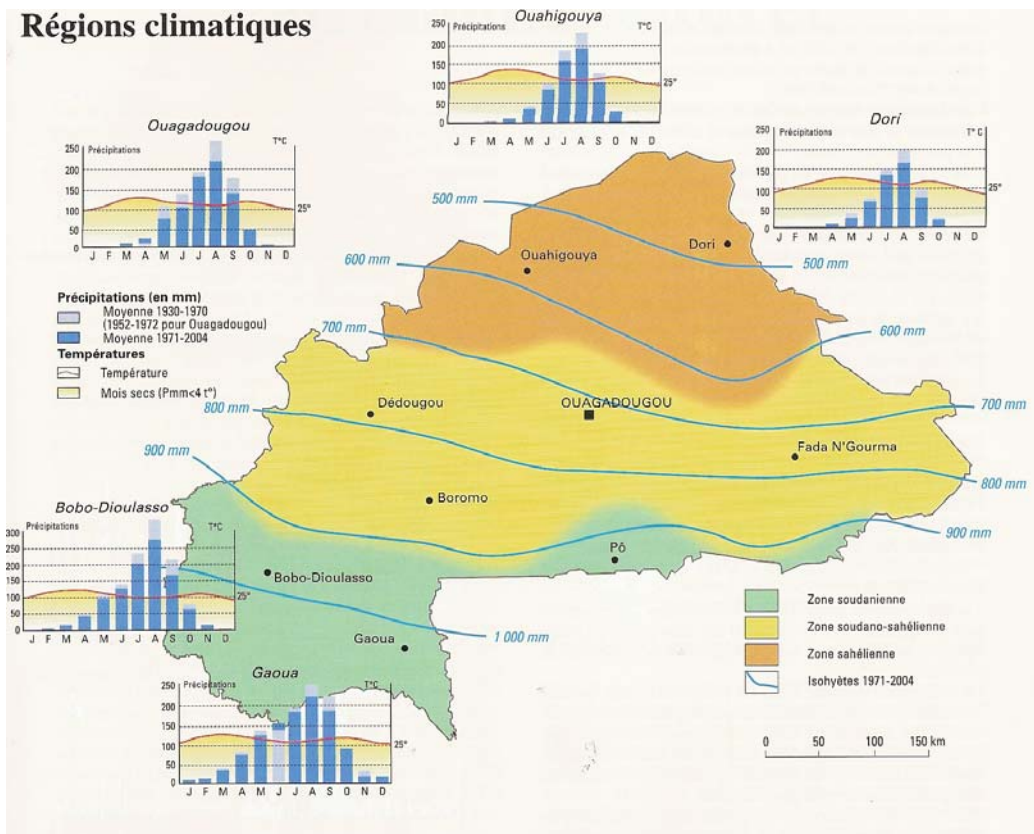 Régions climatiques
Ouahigouya
250 Précipitations T°C
200
150
100 25°
50
0
J F M A M J J A S O N D
Ouagadougou
250 Précipitations T°C
200
150
100 25°
50
0
J F M A M J J A S O N D
Dori
250 Précipitations T° C
200
150
100 25°
50
0
J F M A M J J A S O N D
Précipitations (en mm)
Moyenne 1930-1970
(1952-1972 pour Ouagadougou)
Moyenne 1971-2004
Températures
Température
Mois secs (Pmm<4 t°)
500 mm
Dori
500 mm
Ouahigouya
600 mm
600 mm
700 mm
Dédougou
OUAGADOUGOU
700 mm
800 mm
Fada N'Gourma
800 mm
900 mm
Boromo
900 mm
Pô
Bobo-Dioulasso
Précipitations T°C
300
250
200
150
100 25°
50
0
J F M A M J J A S O N D
Bobo-Dioulasso
1 000 mm
Gaoua
Gaoua
250 Précipitations T°C
200
150
100 25°
50
0
J F M A M J J A S O N D
Zone soudanienne
Zone soudano-sahélienne
Zone sahélienne
Isohyètes 1971-2004
0 50 100 150 km